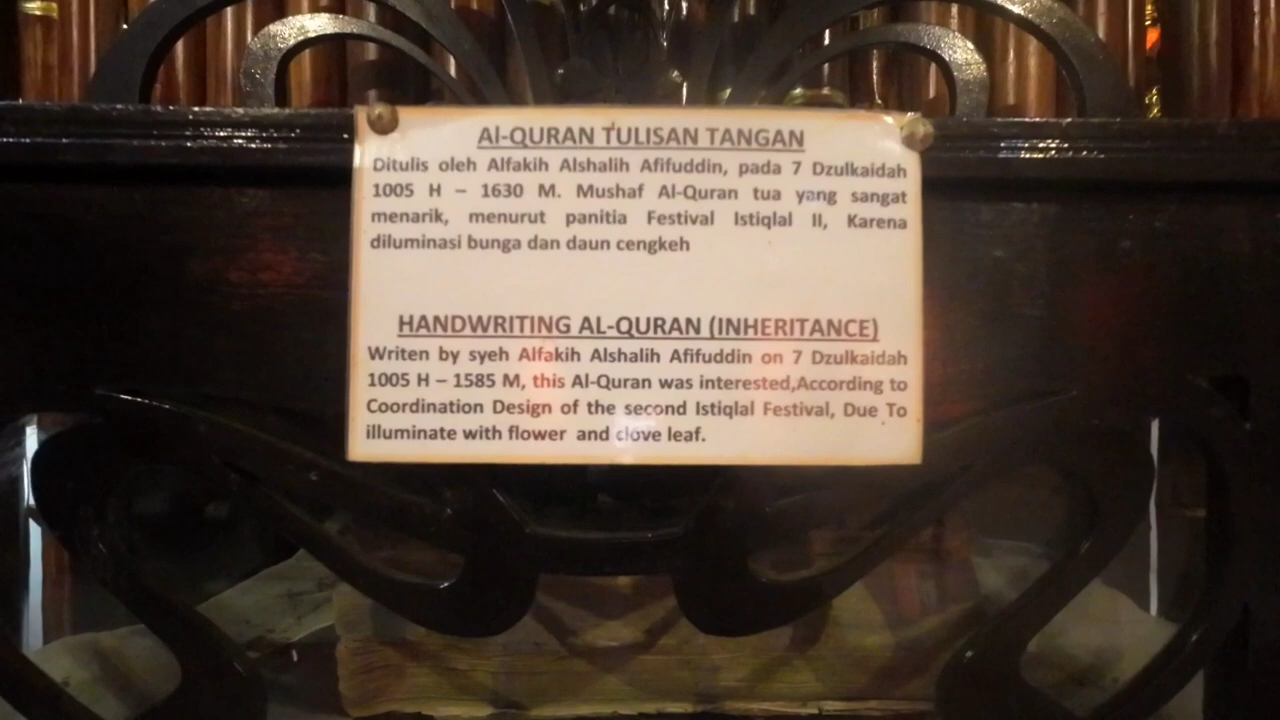 Al-QURAN TULISAN TANGAN
Ditulis oleh Alfakih Alshalih Afifuddin, pada 7 Dzulkaidah
1005 H – 1630 M. Mushaf Al-Quran tua yang sangat
menarik, menurut panitia Festival Istiqlal II, Karena
diluminasi bunga dan daun cengkeh
HANDWRITING AL-QURAN (INHERITANCE)
Writen by syeh Alfakih Alshalih Afifuddin on 7 Dzulkaidah
1005 H – 1585 M, this Al-Quran was interested,According to
Coordination Design of the second Istiqlal Festival, Due To
illuminate with flower and clove leaf.